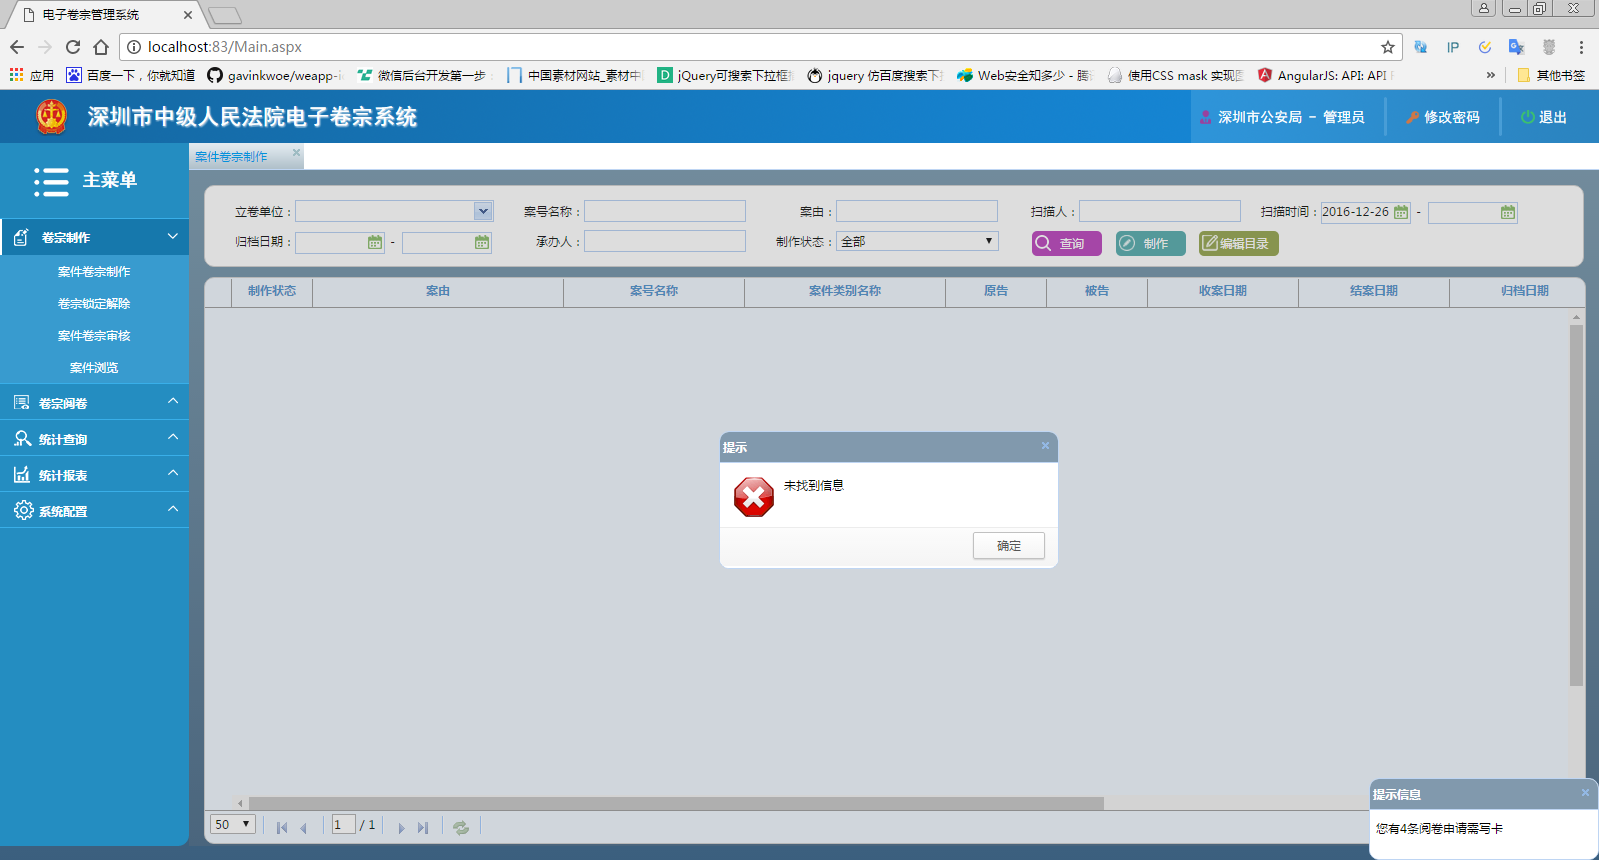 电子卷宗管理系统
localhost:83/Main.aspx
IP
应用 百度一下，你就知道 gavinkwoe/weapp-i 微信后台开发第一步 中国素材网站_素材中 jQuery可搜索下拉框 jquery 仿百度搜索下 Web安全知多少 - 腾 使用CSS mask 实现 AngularJS: API: API » 其他书签
深圳市中级人民法院电子卷宗系统 深圳市公安局 － 管理员 修改密码 退出
主菜单
卷宗制作
案件卷宗制作
卷宗锁定解除
案件卷宗审核
案件浏览
卷宗阅卷
统计查询
统计报表
系统配置
案件卷宗制作
立卷单位： 案号名称： 案由： 扫描人： 扫描时间：2016-12-26 -
归档日期： - 承办人： 制作状态：全部 查询 制作 编辑目录
制作状态 案由 案号名称 案件类别名称 原告 被告 收案日期 结案日期 归档日期
提示
未找到信息
确定
50 1 / 1
提示信息
您有4条阅卷申请需写卡